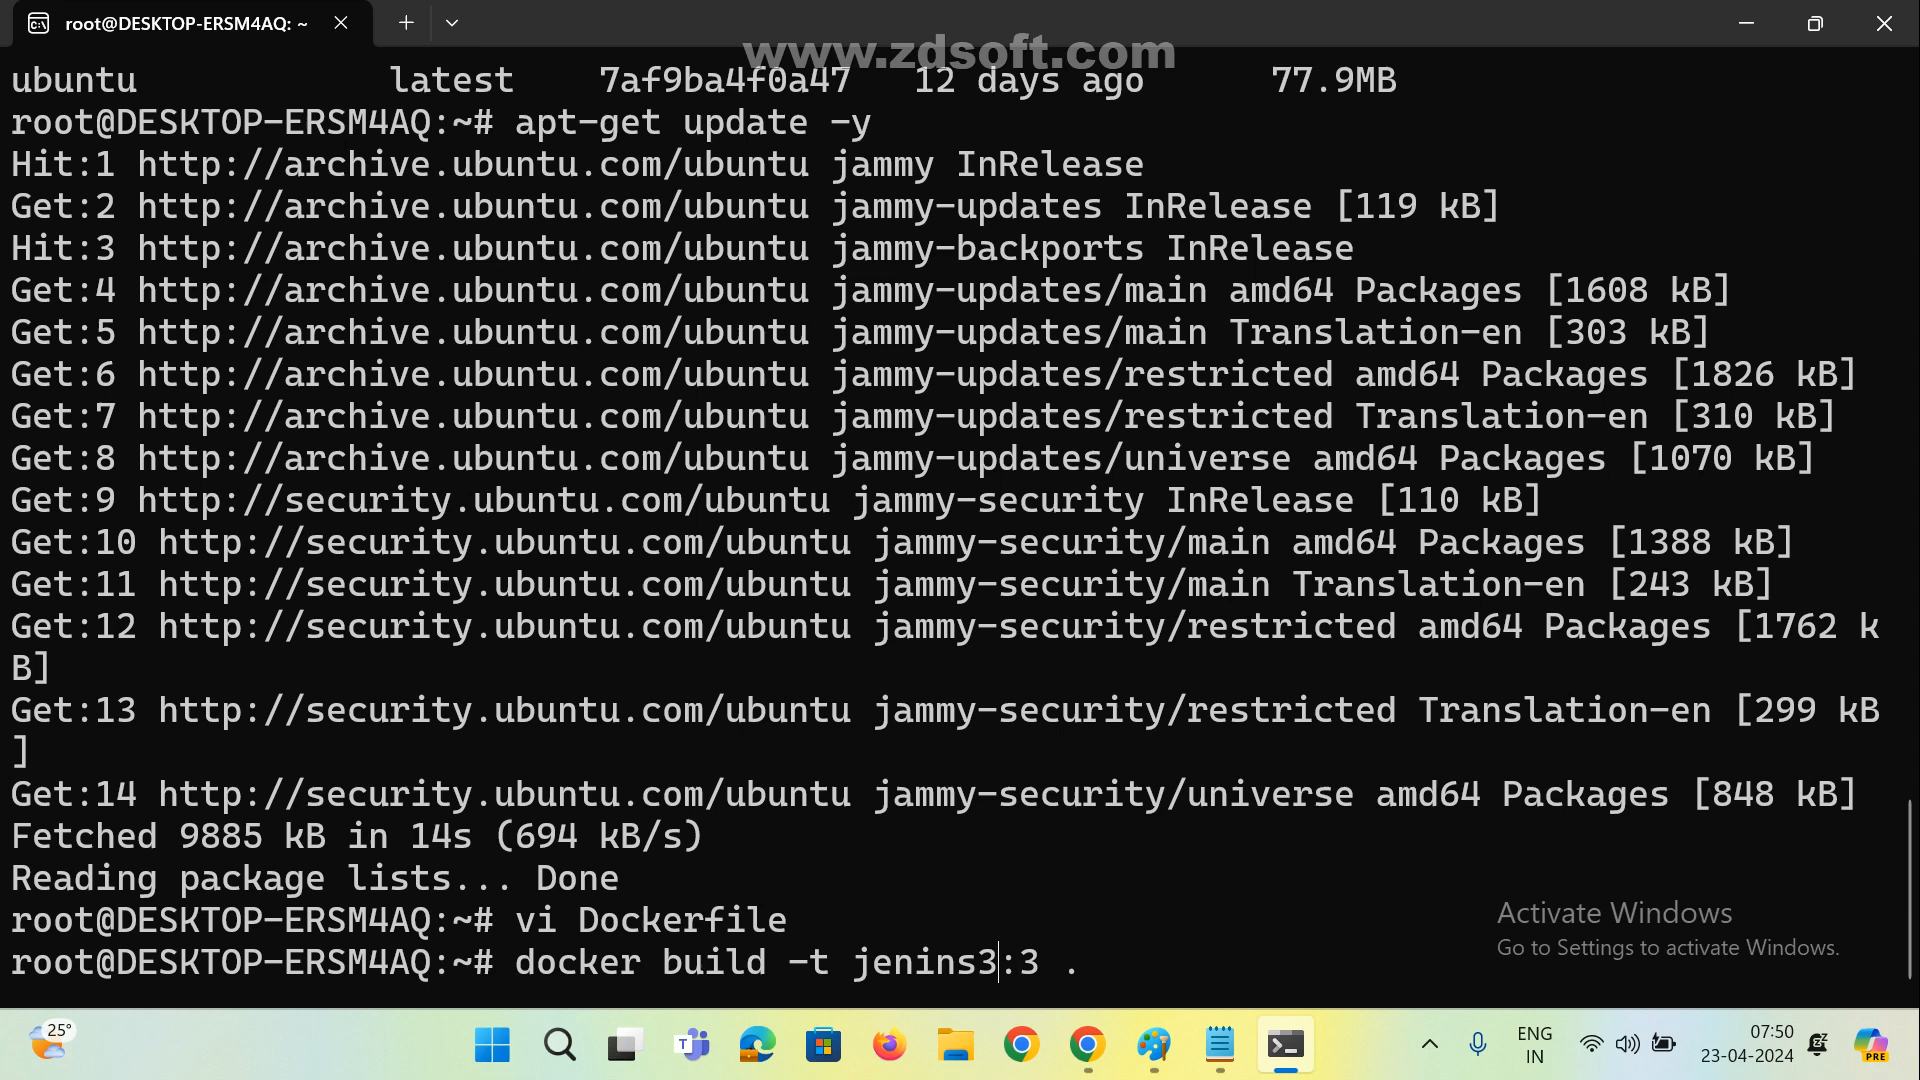 root@DESKTOP-ERSM4AQ: ~
www.zdsoft.com
ubuntu latest 7af9ba4f0a47 12 days ago 77.9MB
root@DESKTOP-ERSM4AQ:~# apt-get update -y
Hit:1 http://archive.ubuntu.com/ubuntu jammy InRelease
Get:2 http://archive.ubuntu.com/ubuntu jammy-updates InRelease [119 kB]
Hit:3 http://archive.ubuntu.com/ubuntu jammy-backports InRelease
Get:4 http://archive.ubuntu.com/ubuntu jammy-updates/main amd64 Packages [1608 kB]
Get:5 http://archive.ubuntu.com/ubuntu jammy-updates/main Translation-en [303 kB]
Get:6 http://archive.ubuntu.com/ubuntu jammy-updates/restricted amd64 Packages [1826 kB]
Get:7 http://archive.ubuntu.com/ubuntu jammy-updates/restricted Translation-en [310 kB]
Get:8 http://archive.ubuntu.com/ubuntu jammy-updates/universe amd64 Packages [1070 kB]
Get:9 http://security.ubuntu.com/ubuntu jammy-security InRelease [110 kB]
Get:10 http://security.ubuntu.com/ubuntu jammy-security/main amd64 Packages [1388 kB]
Get:11 http://security.ubuntu.com/ubuntu jammy-security/main Translation-en [243 kB]
Get:12 http://security.ubuntu.com/ubuntu jammy-security/restricted amd64 Packages [1762 k
B]
Get:13 http://security.ubuntu.com/ubuntu jammy-security/restricted Translation-en [299 kB
]
Get:14 http://security.ubuntu.com/ubuntu jammy-security/universe amd64 Packages [848 kB]
Fetched 9885 kB in 14s (694 kB/s)
Reading package lists... Done
root@DESKTOP-ERSM4AQ:~# vi Dockerfile
root@DESKTOP-ERSM4AQ:~# docker build -t jenins3:3 .
Activate Windows
Go to Settings to activate Windows.
25°
ENG
IN
07:50
23-04-2024
PRE